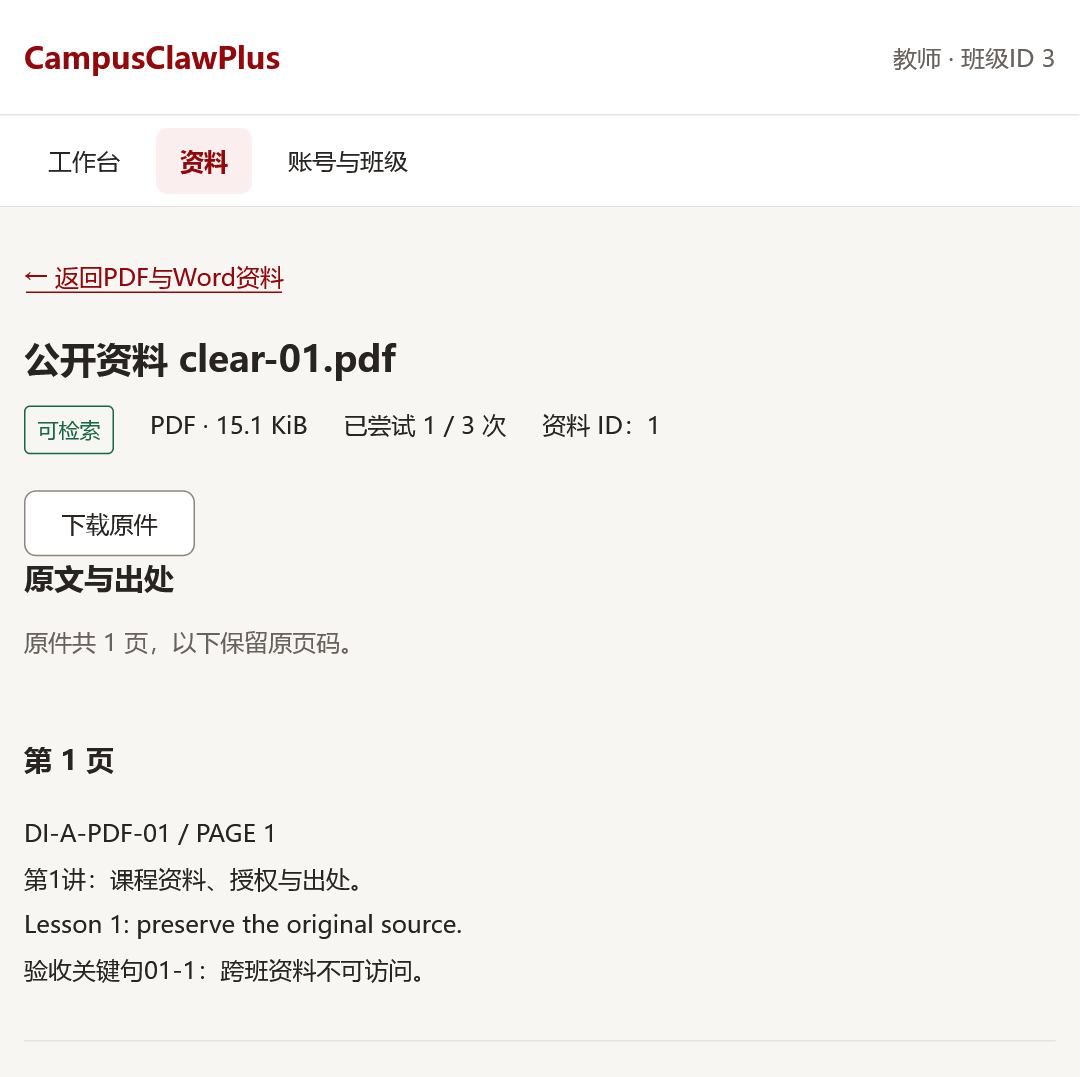 CampusClawPlus
教师 · 班级ID 3
工作台 资料 账号与班级
← 返回PDF与Word资料
公开资料 clear-01.pdf
可检索 PDF · 15.1 KiB 已尝试 1 / 3 次 资料 ID：1
下载原件
原文与出处
原件共 1 页，以下保留原页码。
第 1 页
DI-A-PDF-01 / PAGE 1
第1讲：课程资料、授权与出处。
Lesson 1: preserve the original source.
验收关键句01-1：跨班资料不可访问。